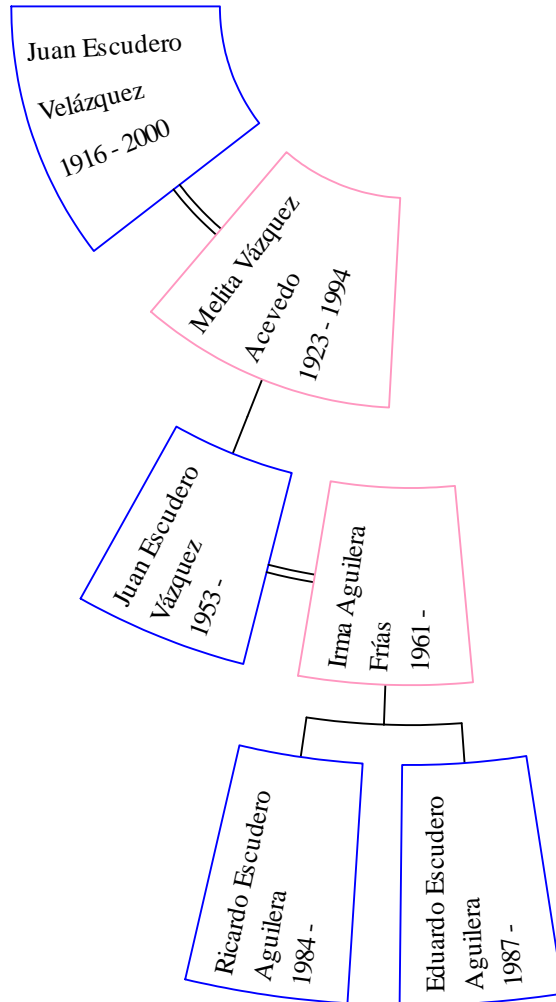 Juan Escudero
Velázquez
1916 - 2000
Melita Vázquez
Acevedo
1923 - 1994
Juan Escudero
Vázquez
1953 -
Irma Aguilera
Frías
1961 -
Ricardo Escudero
Aguilera
1984 -
Eduardo Escudero
Aguilera
1987 -